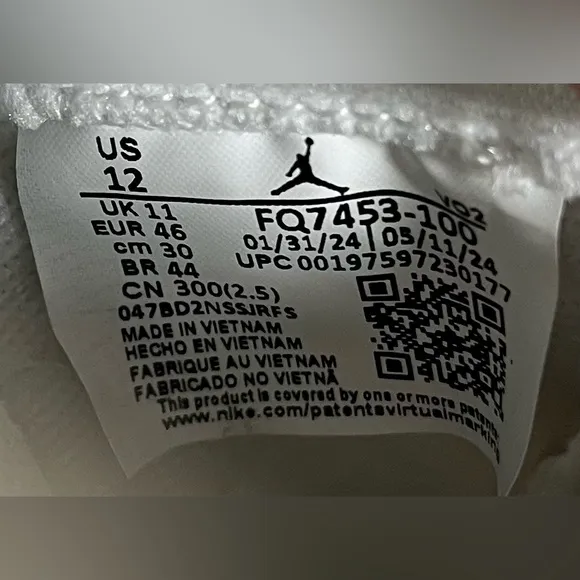 US
12
UK 11
EUR 46
cm 30
BR 44
CN 300(2.5)
047BD2NSSJRFS
MADE IN VIETNAM
HECHO EN VIETNAM
FABRIQUE AU VIETNAM
FABRICADO NO VIETNÃ
This product is covered by one or more patents
www.nike.com/patentsvirtualmarking
VO2
FQ7453-100
01/31/24 | 05/11/24
UPC 00197597230177